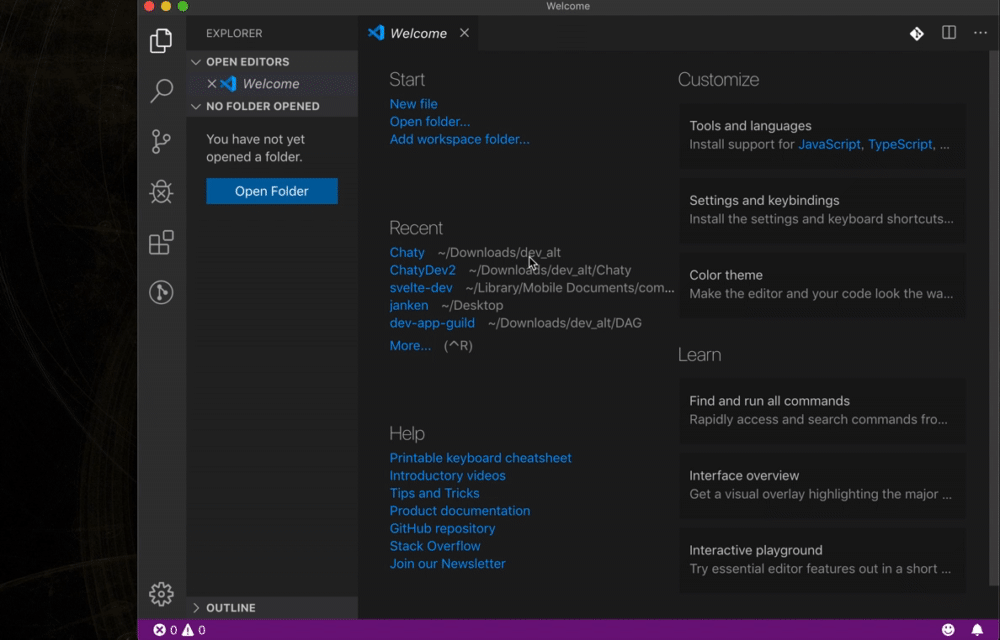 Welcome
EXPLORER
OPEN EDITORS
Welcome
NO FOLDER OPENED
You have not yet
opened a folder.
Open Folder
OUTLINE
Welcome
Start
New file
Open folder...
Add workspace folder...
Recent
Chaty ~/Downloads/dev_alt
ChatyDev2 ~/Downloads/dev_alt/Chaty
svelte-dev ~/Library/Mobile Documents/com...
janken ~/Desktop
dev-app-guild ~/Downloads/dev_alt/DAG
More... (^R)
Help
Printable keyboard cheatsheet
Introductory videos
Tips and Tricks
Product documentation
GitHub repository
Stack Overflow
Join our Newsletter
Customize
Tools and languages
Install support for JavaScript, TypeScript, ...
Settings and keybindings
Install the settings and keyboard shortcuts...
Color theme
Make the editor and your code look the wa...
Learn
Find and run all commands
Rapidly access and search commands fro...
Interface overview
Get a visual overlay highlighting the major ...
Interactive playground
Try essential editor features out in a short ...
0 0